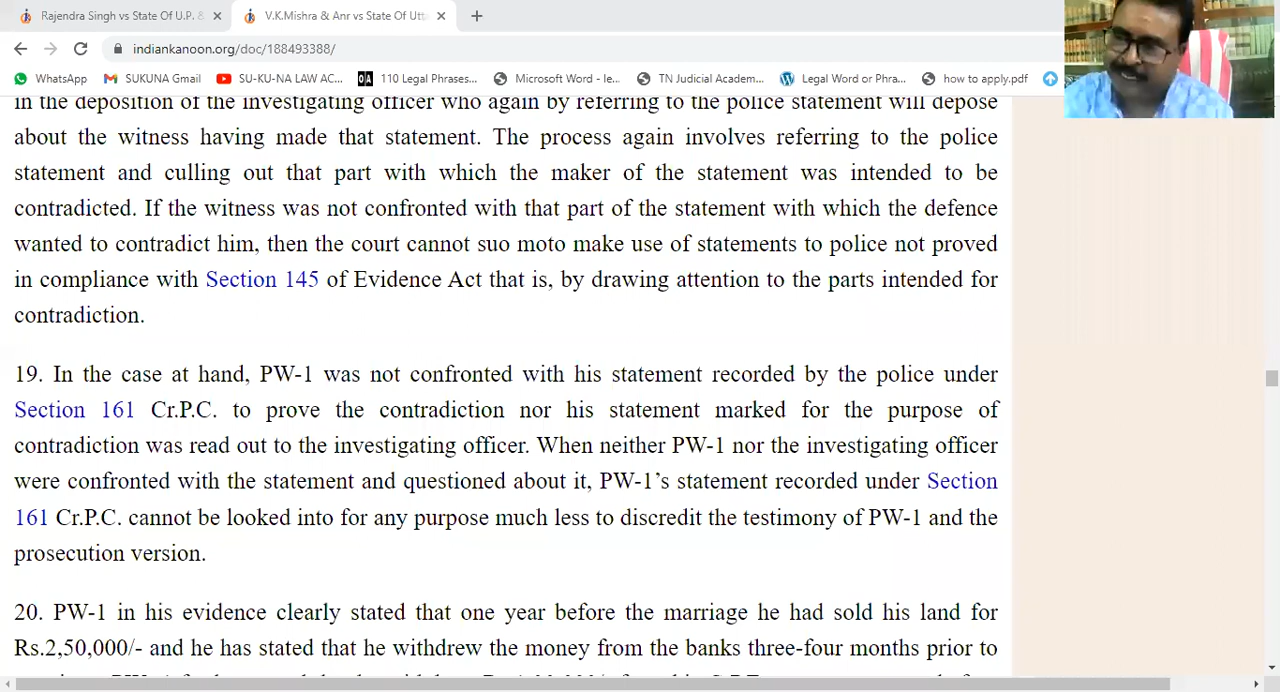 Rajendra Singh vs State Of U.P. &
V.K.Mishra & Anr vs State Of Utt
indiankanoon.org/doc/188493388/
WhatsApp
SUKUNA Gmail
SU-KU-NA LAW AC...
OA 110 Legal Phrases...
Microsoft Word - le...
TN Judicial Academ...
Legal Word or Phra...
how to apply.pdf
in the deposition of the investigating officer who again by referring to the police statement will depose
about the witness having made that statement. The process again involves referring to the police
statement and culling out that part with which the maker of the statement was intended to be
contradicted. If the witness was not confronted with that part of the statement with which the defence
wanted to contradict him, then the court cannot suo moto make use of statements to police not proved
in compliance with Section 145 of Evidence Act that is, by drawing attention to the parts intended for
contradiction.
19. In the case at hand, PW-1 was not confronted with his statement recorded by the police under
Section 161 Cr.P.C. to prove the contradiction nor his statement marked for the purpose of
contradiction was read out to the investigating officer. When neither PW-1 nor the investigating officer
were confronted with the statement and questioned about it, PW-1’s statement recorded under Section
161 Cr.P.C. cannot be looked into for any purpose much less to discredit the testimony of PW-1 and the
prosecution version.
20. PW-1 in his evidence clearly stated that one year before the marriage he had sold his land for
Rs.2,50,000/- and he has stated that he withdrew the money from the banks three-four months prior to